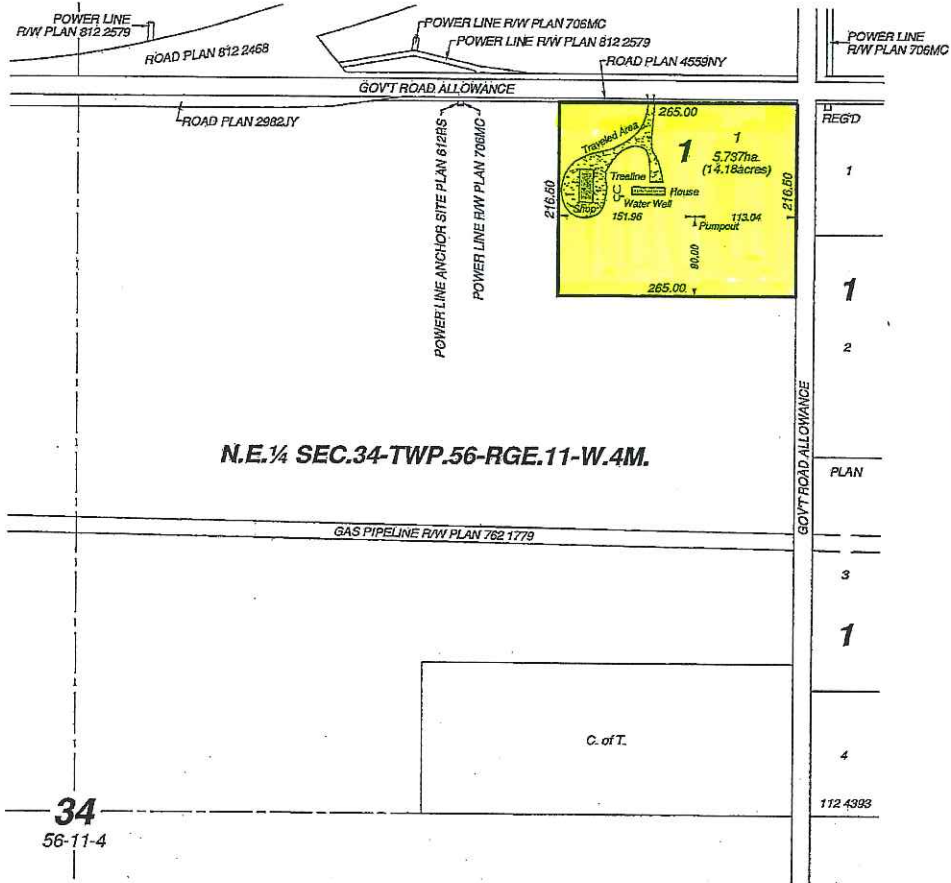 POWER LINE
R/W PLAN 812 2579
ROAD PLAN 812 2468
POWER LINE R/W PLAN 706MC
POWER LINE R/W PLAN 812 2579
ROAD PLAN 4559NY
POWER LINE
R/W PLAN 706MC
GOV'T ROAD ALLOWANCE
ROAD PLAN 2982JY
POWER LINE ANCHOR SITE PLAN 612RS
POWER LINE R/W PLAN 706MC
265.00
Traveled Area
1
1
5.737ha.
(14.18acres)
216.60
216.60
Treeline
House
Water Well
Shop
151.96
113.04
Pumpout
80.00
265.00
REG'D
1
1
2
GOV'T ROAD ALLOWANCE
PLAN
N.E.¼ SEC.34-TWP.56-RGE.11-W.4M.
GAS PIPELINE R/W PLAN 762 1779
3
1
C. of T.
4
112 4393
34
56-11-4